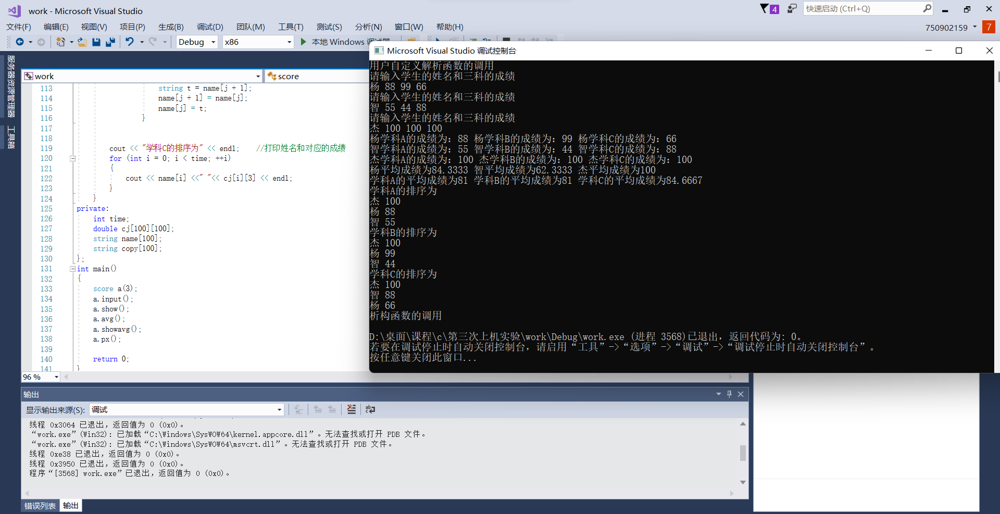 work - Microsoft Visual Studio
4
快速启动 (Ctrl+Q)
文件(F) 编辑(E) 视图(V) 项目(P) 生成(B) 调试(D) 团队(M) 工具(T) 测试(S) 分析(N) 窗口(W) 帮助(H)
750902159 7
Debug x86 本地 Windows 调试器
服务器资源管理器
工具箱
work score
113 string t = name[j + 1];
114 name[j + 1] = name[j];
115 name[j] = t;
116 }
117
118
119 cout << "学科C的排序为" << endl; //打印姓名和对应的成绩
120 for (int i = 0; i < time; ++i)
121 {
122 cout << name[i] <<" "<< cj[i][3] << endl;
123 }
124 }
125 private:
126 int time;
127 double cj[100][100];
128 string name[100];
129 string copy[100];
130 };
131 int main()
132 {
133 score a(3);
134 a.input();
135 a.show();
136 a.avg();
137 a.showavg();
138 a.px();
139
140 return 0;
141 }
96 %
Microsoft Visual Studio 调试控制台
用户自定义解析函数的调用
请输入学生的姓名和三科的成绩
杨 88 99 66
请输入学生的姓名和三科的成绩
智 55 44 88
请输入学生的姓名和三科的成绩
杰 100 100 100
杨学科A的成绩为: 88 杨学科B的成绩为: 99 杨学科C的成绩为: 66
智学科A的成绩为: 55 智学科B的成绩为: 44 智学科C的成绩为: 88
杰学科A的成绩为: 100 杰学科B的成绩为: 100 杰学科C的成绩为: 100
杨平均成绩为84.3333 智平均成绩为62.3333 杰平均成绩为100
学科A的平均成绩为81 学科B的平均成绩为81 学科C的平均成绩为84.6667
学科A的排序为
杰 100
杨 88
智 55
学科B的排序为
杰 100
杨 99
智 44
学科C的排序为
杰 100
智 88
杨 66
析构函数的调用
D:\桌面\课程\c\第三次上机实验\work\Debug\work.exe (进程 3568)已退出，返回代码为: 0。
若要在调试停止时自动关闭控制台，请启用“工具”->“选项”->“调试”->“调试停止时自动关闭控制台”。
按任意键关闭此窗口...
输出
显示输出来源(S): 调试
线程 0x3064 已退出，返回值为 0 (0x0)。
“work.exe”(Win32): 已加载“C:\Windows\SysWOW64\kernel.appcore.dll”。无法查找或打开 PDB 文件。
“work.exe”(Win32): 已加载“C:\Windows\SysWOW64\msvcrt.dll”。无法查找或打开 PDB 文件。
线程 0xe38 已退出，返回值为 0 (0x0)。
线程 0x3950 已退出，返回值为 0 (0x0)。
程序“[3568] work.exe”已退出，返回值为 0 (0x0)。
错误列表 输出